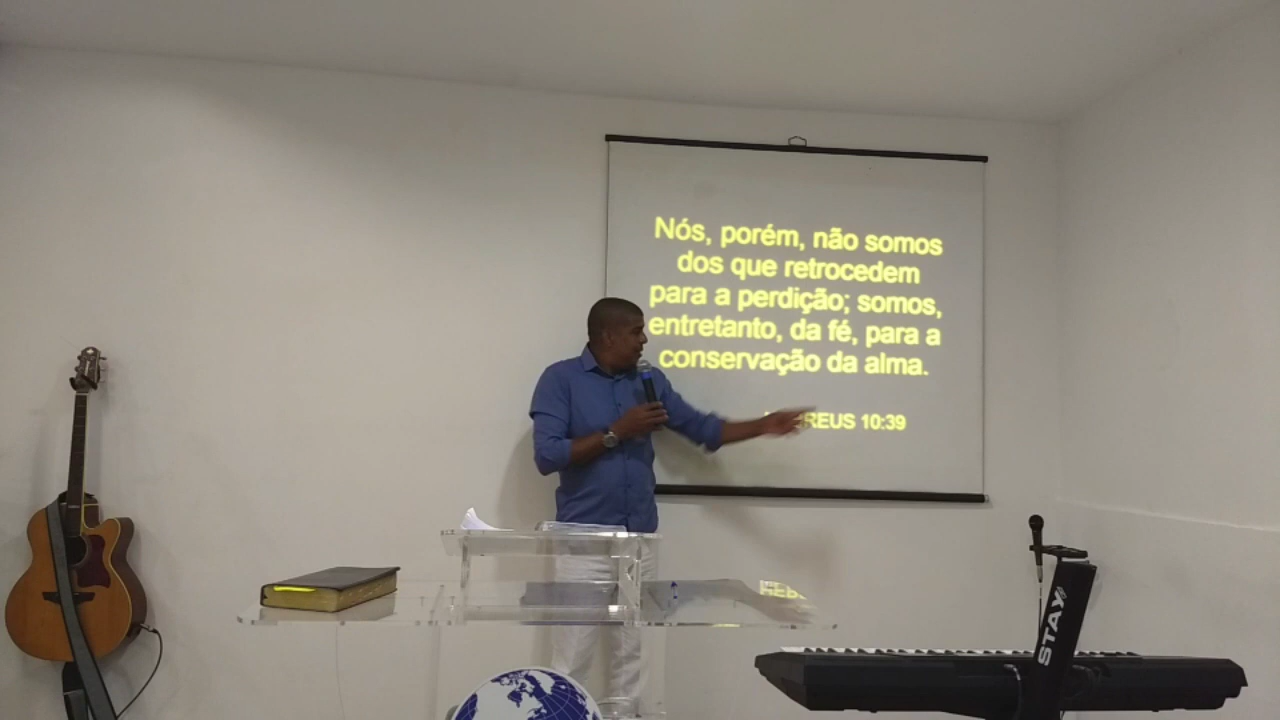 Nós, porém, não somos
dos que retrocedem
para a perdição; somos,
entretanto, da fé, para a
conservação da alma.
10:39
STAY